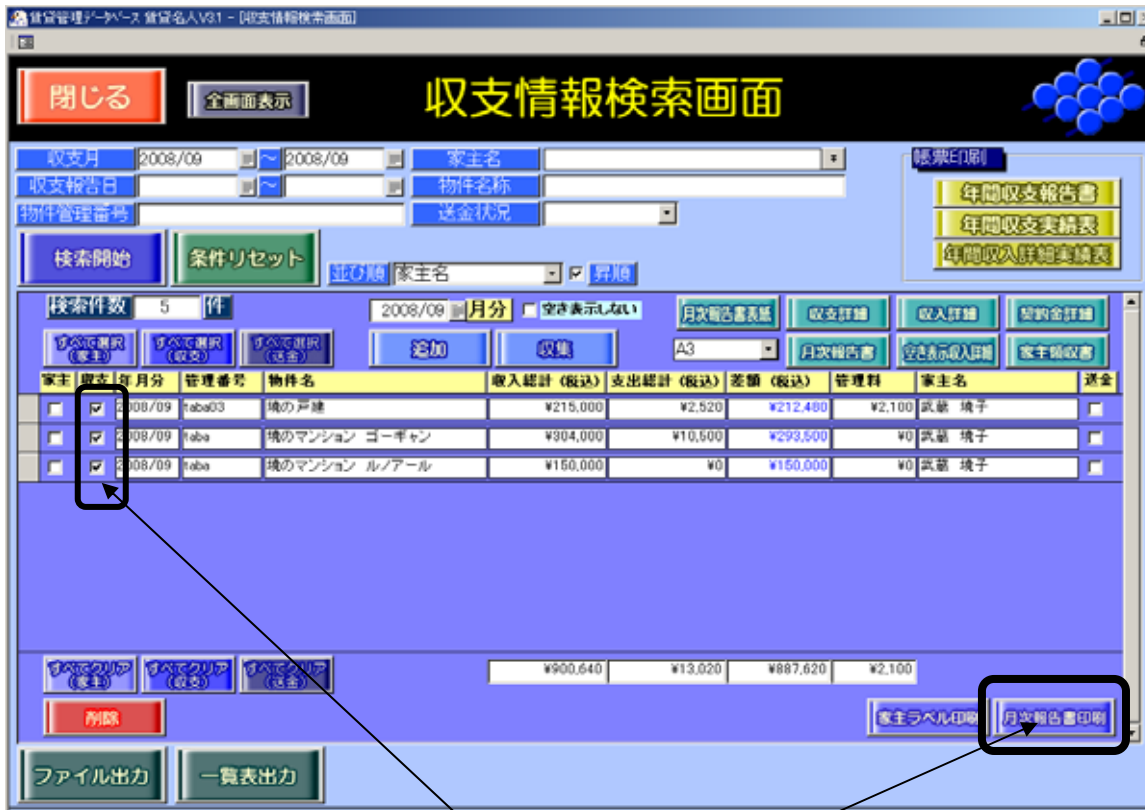 賃貸管理データベース 賃貸名人V3.1 - [収支情報検索画面]
閉じる 全画面表示 収支情報検索画面
収支月 2008/09 ～ 2008/09 家主名 帳票印刷
収支報告日 ～ 物件名称 年間収支報告書
物件管理番号 送金状況 年間収支実績表
検索開始 条件リセット 並び順 家主名 昇順 年間収入詳細実績表
検索件数 5 件 2008/09 月分 空き表示しない 月次報告書表紙 収支詳細 収入詳細 契約金詳細
すべて選択(家主) すべて選択(収支) すべて選択(送金) 追加 収集 A3 月次報告書 空き表示収入詳細 家主領収書
家主 収支 年月分 管理番号 物件名 収入総計 (税込) 支出総計 (税込) 差額 (税込) 管理料 家主名 送金
2008/09 taba03 境の戸建 ¥215,000 ¥2,520 ¥212,480 ¥2,100 武蔵 境子
2008/09 taba 境のマンション ゴーギャン ¥304,000 ¥10,500 ¥293,500 ¥0 武蔵 境子
2008/09 taba 境のマンション ルノアール ¥150,000 ¥0 ¥150,000 ¥0 武蔵 境子
すべてクリア(家主) すべてクリア(収支) すべてクリア(送金) ¥900,640 ¥13,020 ¥887,620 ¥2,100
削除 家主ラベル印刷 月次報告書印刷
ファイル出力 一覧表出力